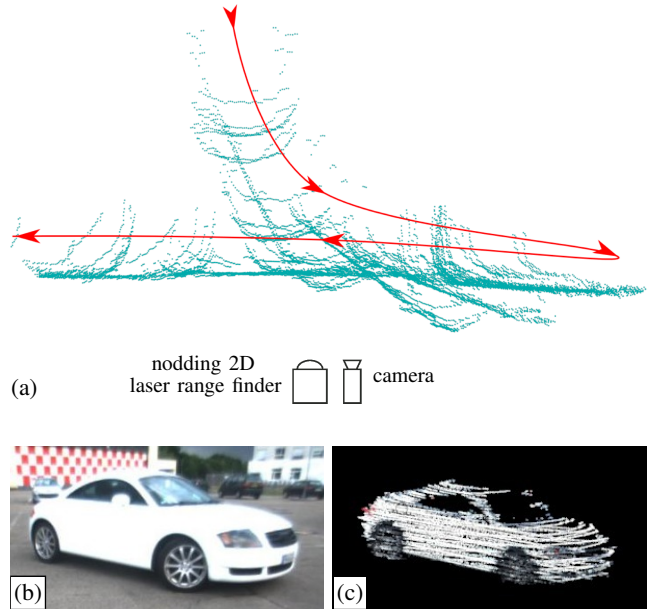 nodding 2D
laser range finder
camera
(a)
(b)
(c)